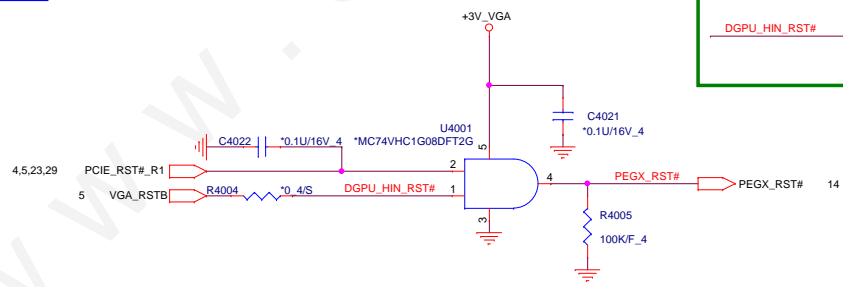 +3V_VGA
DGPU_HIN_RST#
C4021
*0.1U/16V_4
U4001
*MC74VHC1G08DFT2G
C4022
*0.1U/16V_4
5
4,5,23,29
PCIE_RST#_R1
2
5
VGA_RSTB
R4004
*0_4/S
DGPU_HIN_RST#
1
4
PEGX_RST#
PEGX_RST#
14
3
R4005
100K/F_4
w w w .